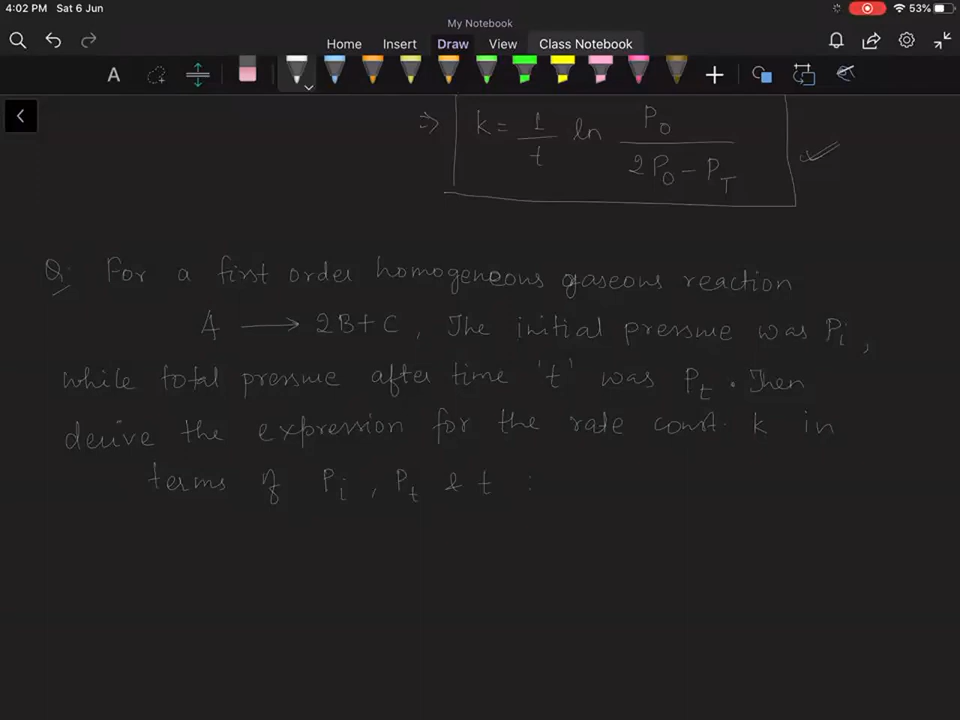 4:02 PM Sat 6 Jun
53%
My Notebook
Home Insert Draw View Class Notebook
A
⇒ k = 1/t ln P₀/(2P₀ − P_T)
Q: For a first order homogeneous gaseous reaction
A ⟶ 2B + C, The initial pressure was Pᵢ,
while total pressure after time 't' was Pₜ. Then
derive the expression for the rate const. k in
terms of Pᵢ, Pₜ & t :